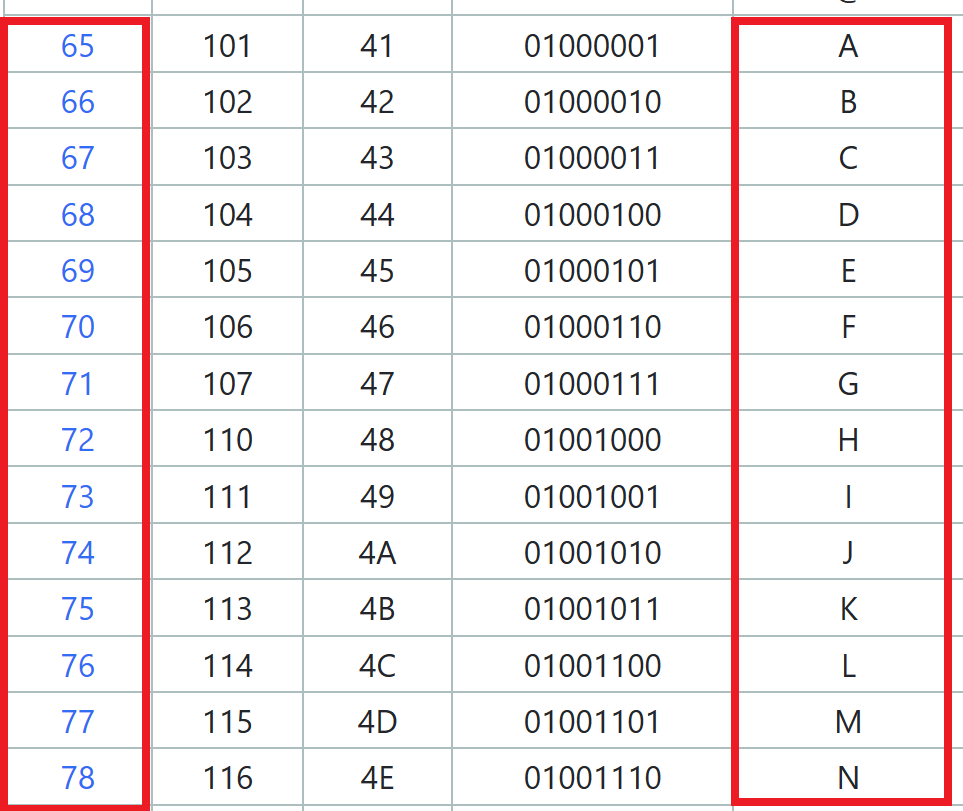 65 101 41 01000001 A
66 102 42 01000010 B
67 103 43 01000011 C
68 104 44 01000100 D
69 105 45 01000101 E
70 106 46 01000110 F
71 107 47 01000111 G
72 110 48 01001000 H
73 111 49 01001001 I
74 112 4A 01001010 J
75 113 4B 01001011 K
76 114 4C 01001100 L
77 115 4D 01001101 M
78 116 4E 01001110 N